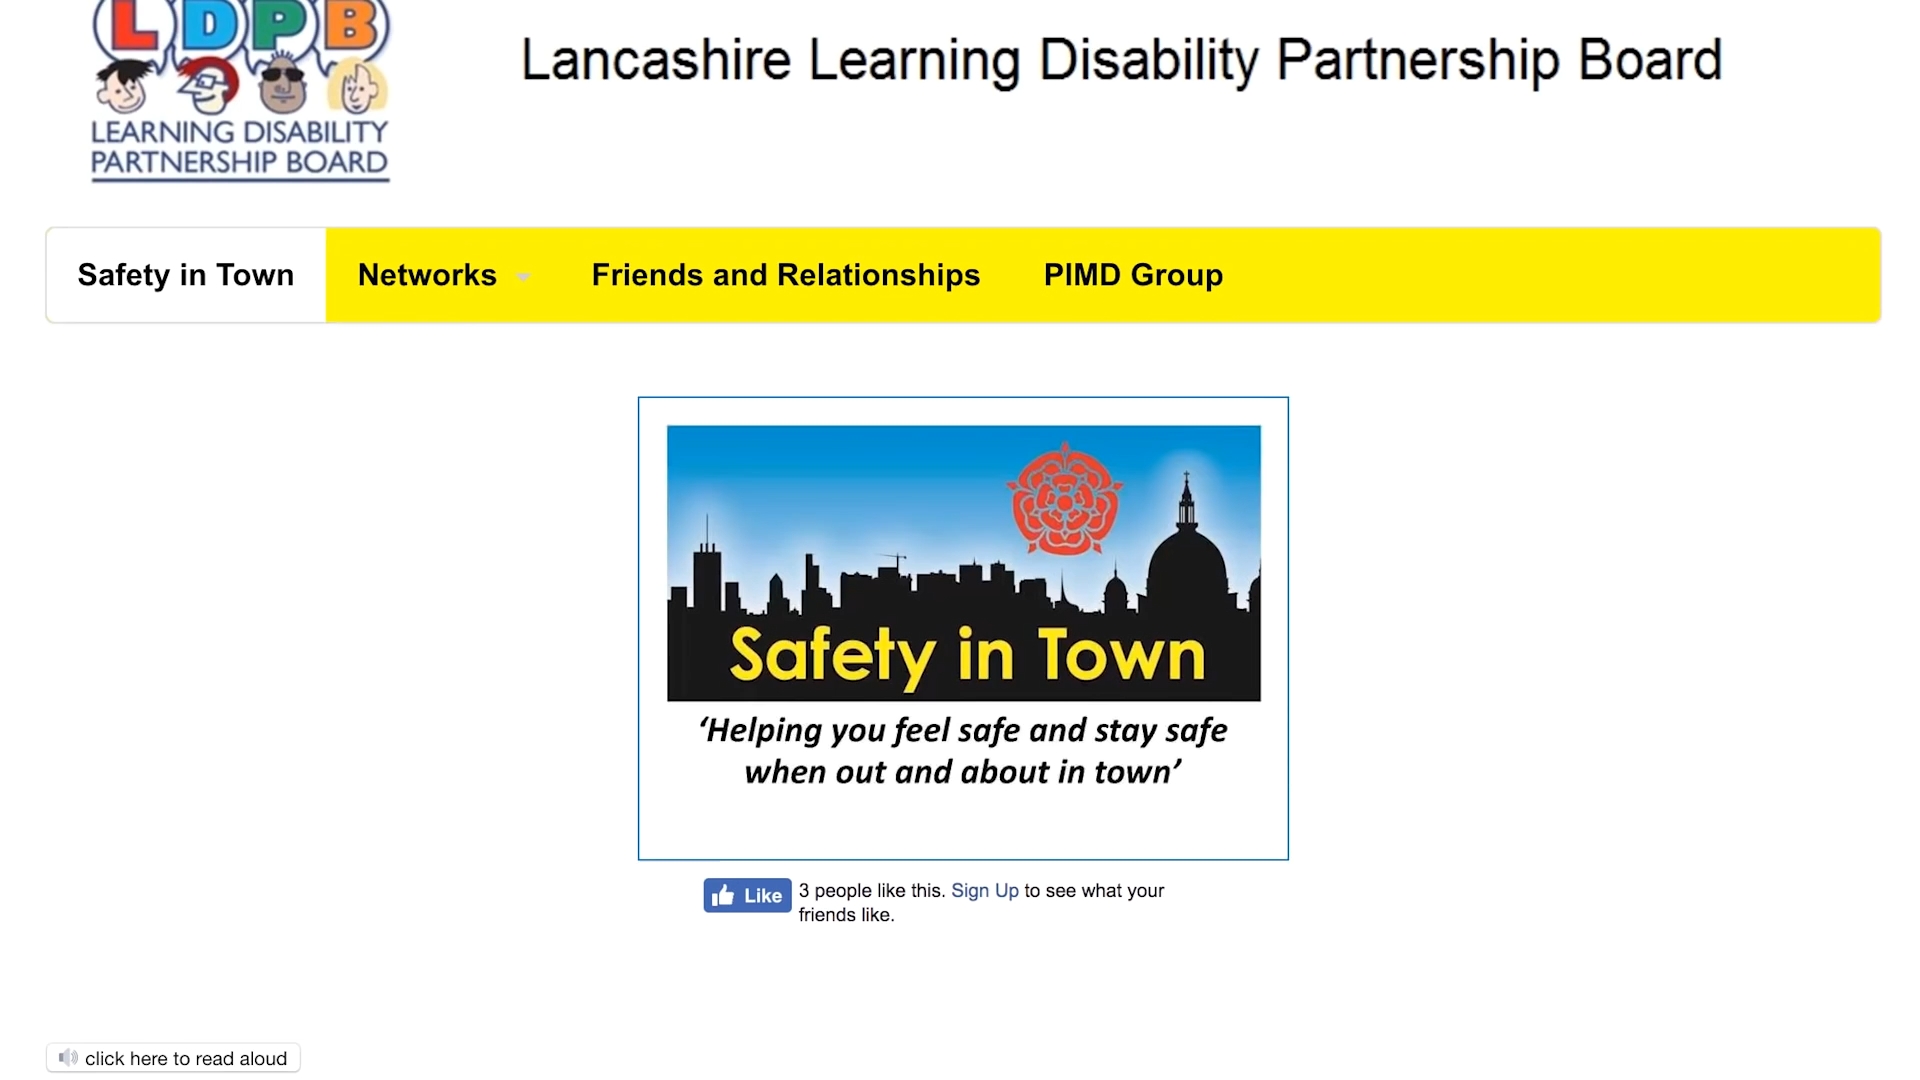 LDPB
LEARNING DISABILITY
PARTNERSHIP BOARD
Lancashire Learning Disability Partnership Board
Safety in Town Networks Friends and Relationships PIMD Group
Safety in Town
‘Helping you feel safe and stay safe
when out and about in town’
Like 3 people like this. Sign Up to see what your
friends like.
click here to read aloud